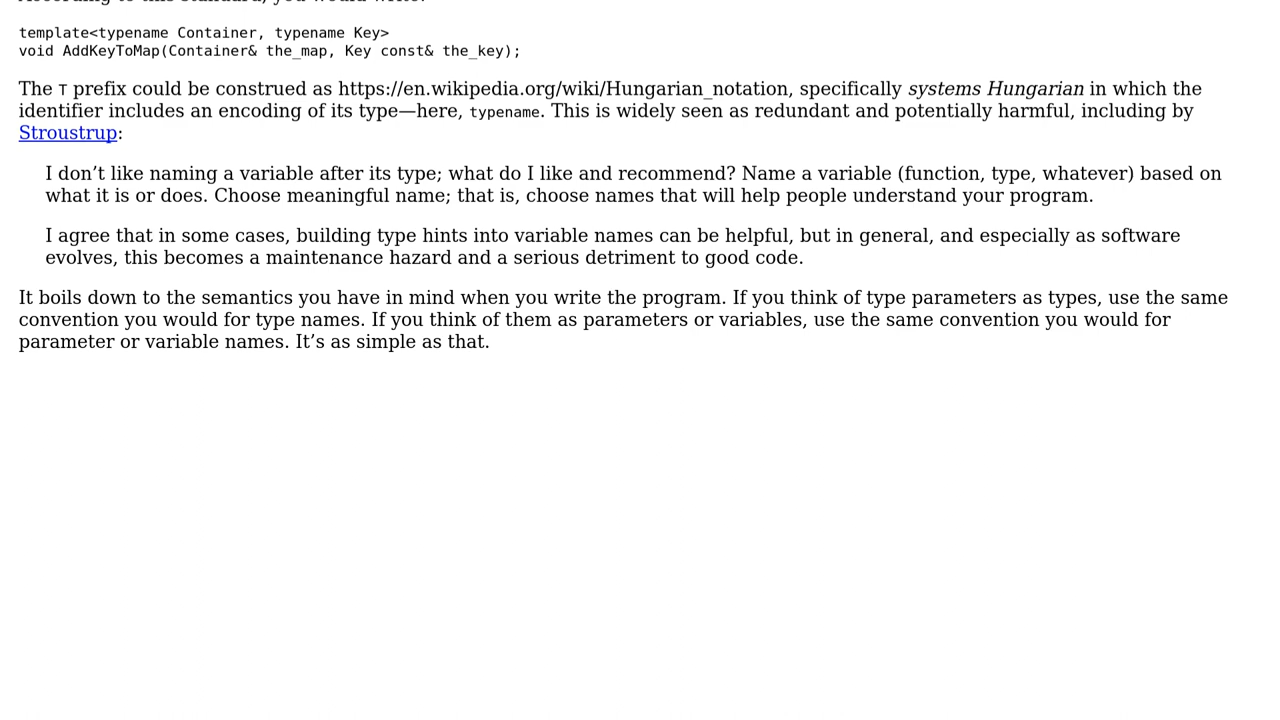 template<typename Container, typename Key>
void AddKeyToMap(Container& the_map, Key const& the_key);
The T prefix could be construed as https://en.wikipedia.org/wiki/Hungarian_notation, specifically systems Hungarian in which the
identifier includes an encoding of its type—here, typename. This is widely seen as redundant and potentially harmful, including by
Stroustrup:
I don’t like naming a variable after its type; what do I like and recommend? Name a variable (function, type, whatever) based on
what it is or does. Choose meaningful name; that is, choose names that will help people understand your program.
I agree that in some cases, building type hints into variable names can be helpful, but in general, and especially as software
evolves, this becomes a maintenance hazard and a serious detriment to good code.
It boils down to the semantics you have in mind when you write the program. If you think of type parameters as types, use the same
convention you would for type names. If you think of them as parameters or variables, use the same convention you would for
parameter or variable names. It’s as simple as that.